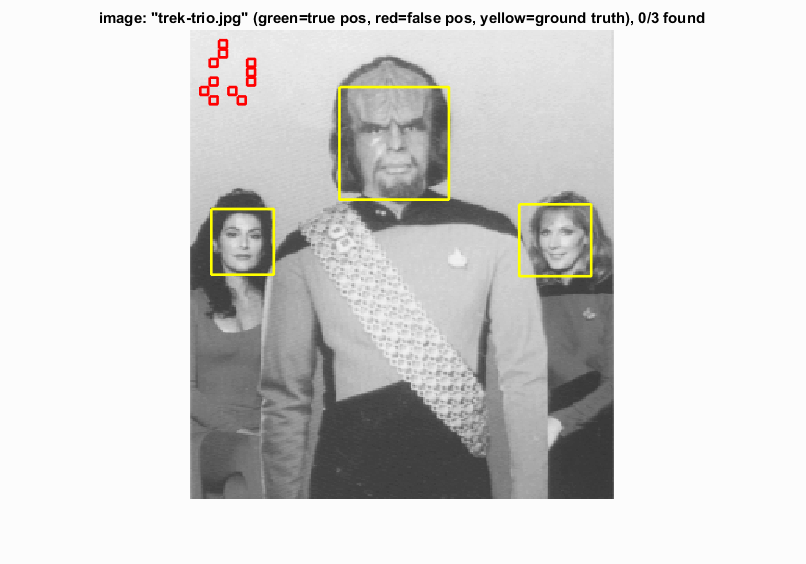 image: "trek-trio.jpg" (green=true pos, red=false pos, yellow=ground truth), 0/3 found